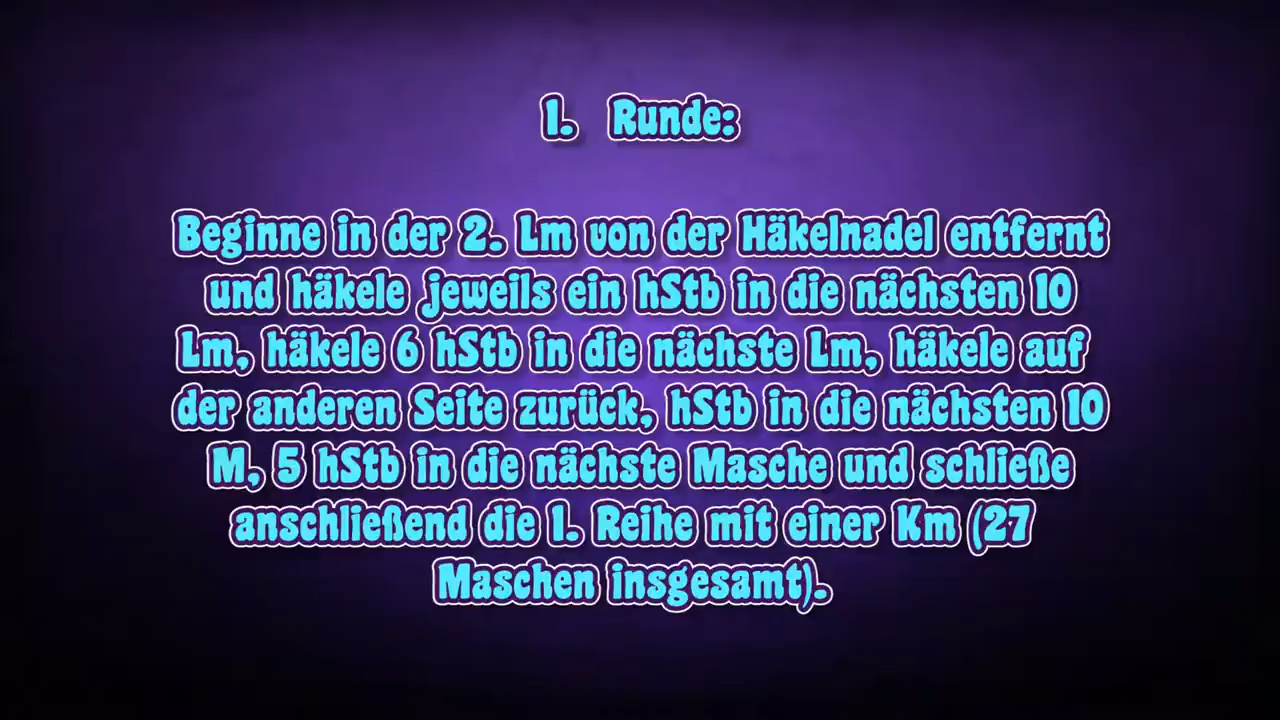 1. Runde:
Beginne in der 2. Lm von der Häkelnadel entfernt
und häkele jeweils ein hStb in die nächsten 10
Lm, häkele 6 hStb in die nächste Lm, häkele auf
der anderen Seite zurück, hStb in die nächsten 10
M, 5 hStb in die nächste Masche und schließe
anschließend die 1. Reihe mit einer Km (27
Maschen insgesamt).